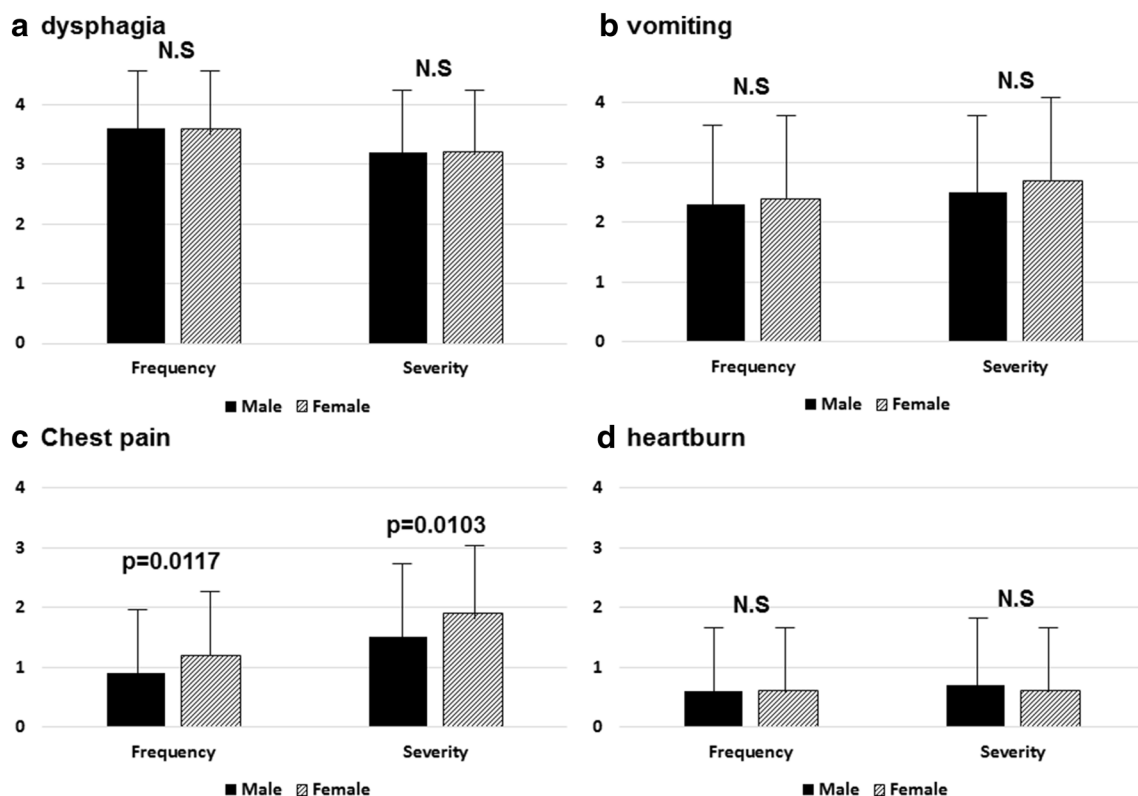 a dysphagia
N.S
N.S
4
3
2
1
0
Frequency
Severity
Male
Female
b vomiting
N.S
N.S
4
3
2
1
0
Frequency
Severity
Male
Female
c Chest pain
p=0.0117
p=0.0103
4
3
2
1
0
Frequency
Severity
Male
Female
d heartburn
N.S
N.S
4
3
2
1
0
Frequency
Severity
Male
Female